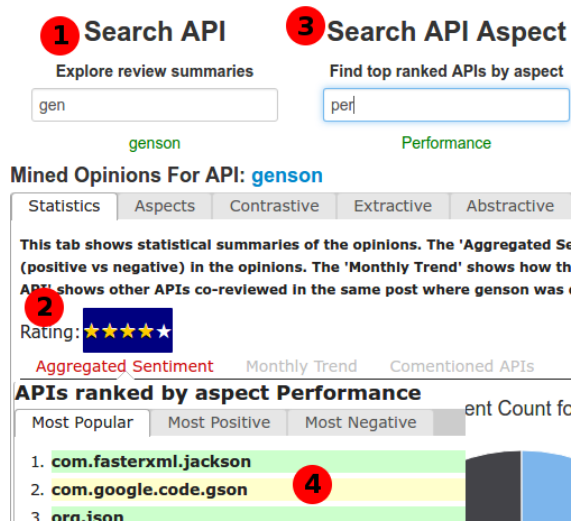 1 Search API
3 Search API Aspect
Explore review summaries
Find top ranked APIs by aspect
gen
per
genson
Performance
Mined Opinions For API: genson
Statistics Aspects Contrastive Extractive Abstractive
This tab shows statistical summaries of the opinions. The 'Aggregated Se
(positive vs negative) in the opinions. The 'Monthly Trend' shows how th
API' shows other APIs co-reviewed in the same post where genson was
2
Rating:
Aggregated Sentiment Monthly Trend Comentioned APIs
APIs ranked by aspect Performance
ent Count fo
Most Popular Most Positive Most Negative
1. com.fasterxml.jackson
2. com.google.code.gson
4
3. org.json